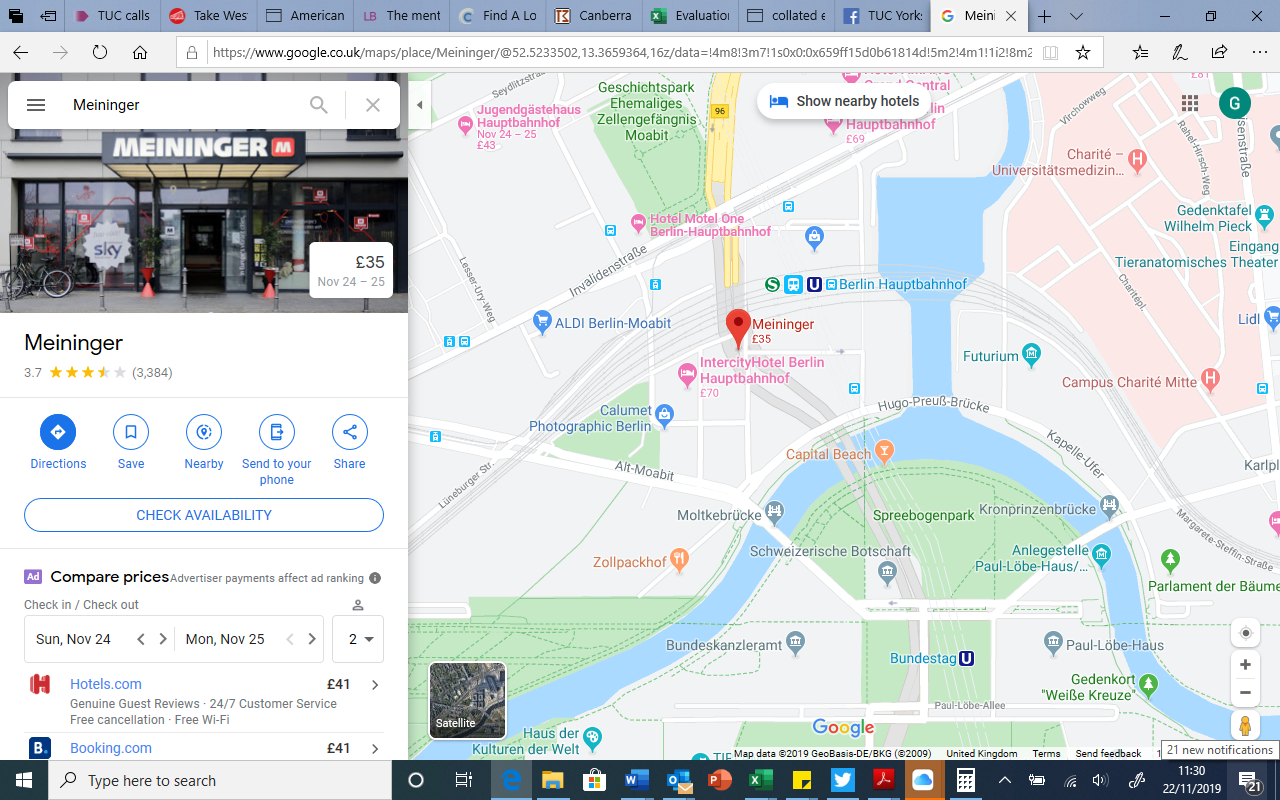 TUC calls
Take Wes
American
The ment
Find A Lo
Canberra
Evaluation
collated e
TUC Yorks
Meini
https://www.google.co.uk/maps/place/Meininger/@52.5233502,13.3659364,16z/data=!4m8!3m7!1s0x0:0x659ff15d0b61814d!5m2!4m1!1i2!8m2
Meininger
MEININGER M
sky
£35
Nov 24 – 25
Meininger
3.7 (3,384)
Directions
Save
Nearby
Send to your
phone
Share
CHECK AVAILABILITY
Ad Compare prices Advertiser payments affect ad ranking
Check in / Check out
Sun, Nov 24
Mon, Nov 25
2
Hotels.com £41
Genuine Guest Reviews · 24/7 Customer Service
Free cancellation · Free Wi-Fi
Booking.com £41
Show nearby hotels
G
Seydlitzstraße
Jugendgästehaus
Hauptbahnhof
Nov 24 – 25
£43
Geschichtspark
Ehemaliges
Zellengefängnis
Moabit
96
Hauptbahnhof
£69
£81
Virchowweg
Rahel-Hirsch-Weg
Charité –
Universitätsmedizin...
Gedenktafel
Wilhelm Pieck
Eingang
Tieranatomisches Theater
Charitépl.
Hotel Motel One
Berlin-Hauptbahnhof
Invalidenstraße
Lesser-Ury-Weg
S U Berlin Hauptbahnhof
ALDI Berlin-Moabit
Meininger
£35
Lidl
IntercityHotel Berlin
Hauptbahnhof
£70
Futurium
Campus Charité Mitte
Calumet
Photographic Berlin
Hugo-Preuß-Brücke
Kapelle-Ufer
Capital Beach
Alt-Moabit
Lüneburger Str.
Karlpl
Moltkebrücke
Spreebogenpark
Kronprinzenbrücke
Margarete-Steffin-Straße
Schweizerische Botschaft
Zollpackhof
Anlegestelle
Paul-Löbe-Haus/...
Parlament der Bäume
Bundeskanzleramt
Paul-Löbe-Haus
Bundestag U
Gedenkort
"Weiße Kreuze"
Paul-Löbe-Allee
Satellite
Haus der
Kulturen der Welt
Google
Map data ©2019 GeoBasis-DE/BKG (©2009)
United Kingdom
Terms
Send feedback
21 new notifications
Type here to search
11:30
22/11/2019
21